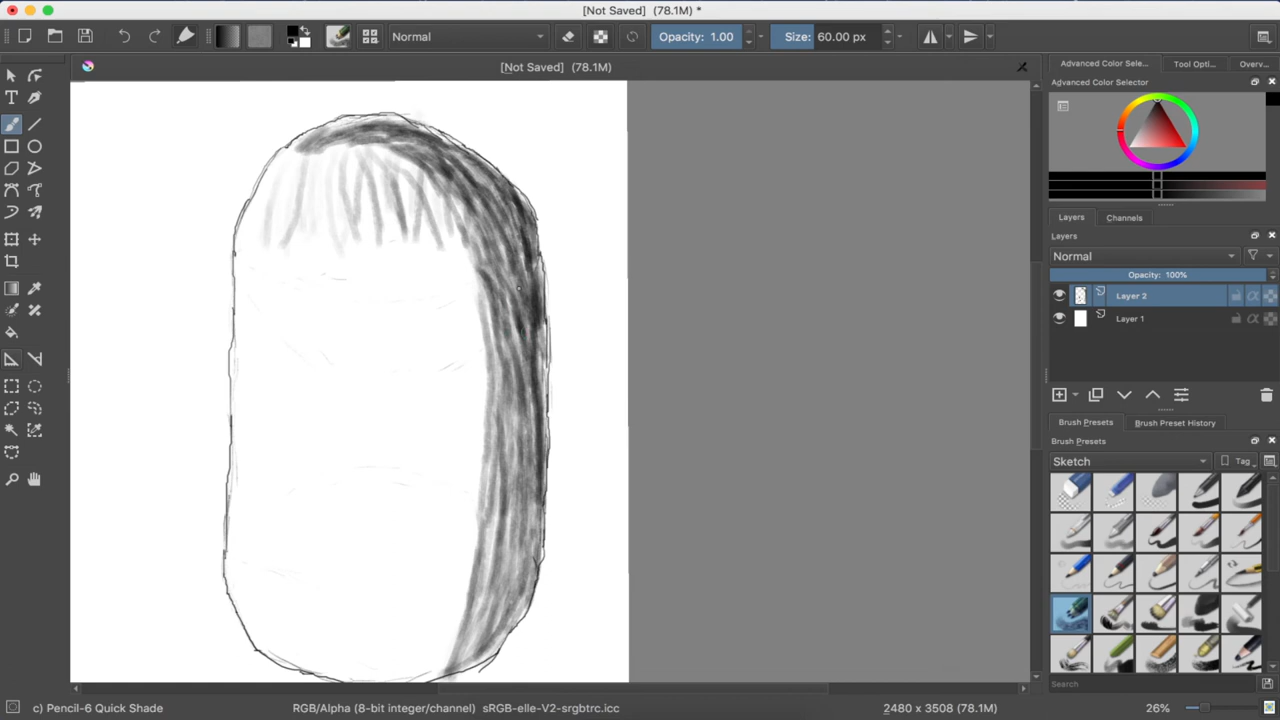 [Not Saved] (78.1M) *
Normal
Opacity: 1.00
Size: 60.00 px
[Not Saved] (78.1M)
Advanced Color Sele...
Tool Opti...
Overv...
Advanced Color Selector
Layers
Channels
Layers
Normal
Opacity: 100%
Layer 2
Layer 1
Brush Presets
Brush Preset History
Brush Presets
Sketch
Tag
Search
c) Pencil-6 Quick Shade
RGB/Alpha (8-bit integer/channel) sRGB-elle-V2-srgbtrc.icc
2480 x 3508 (78.1M)
26%